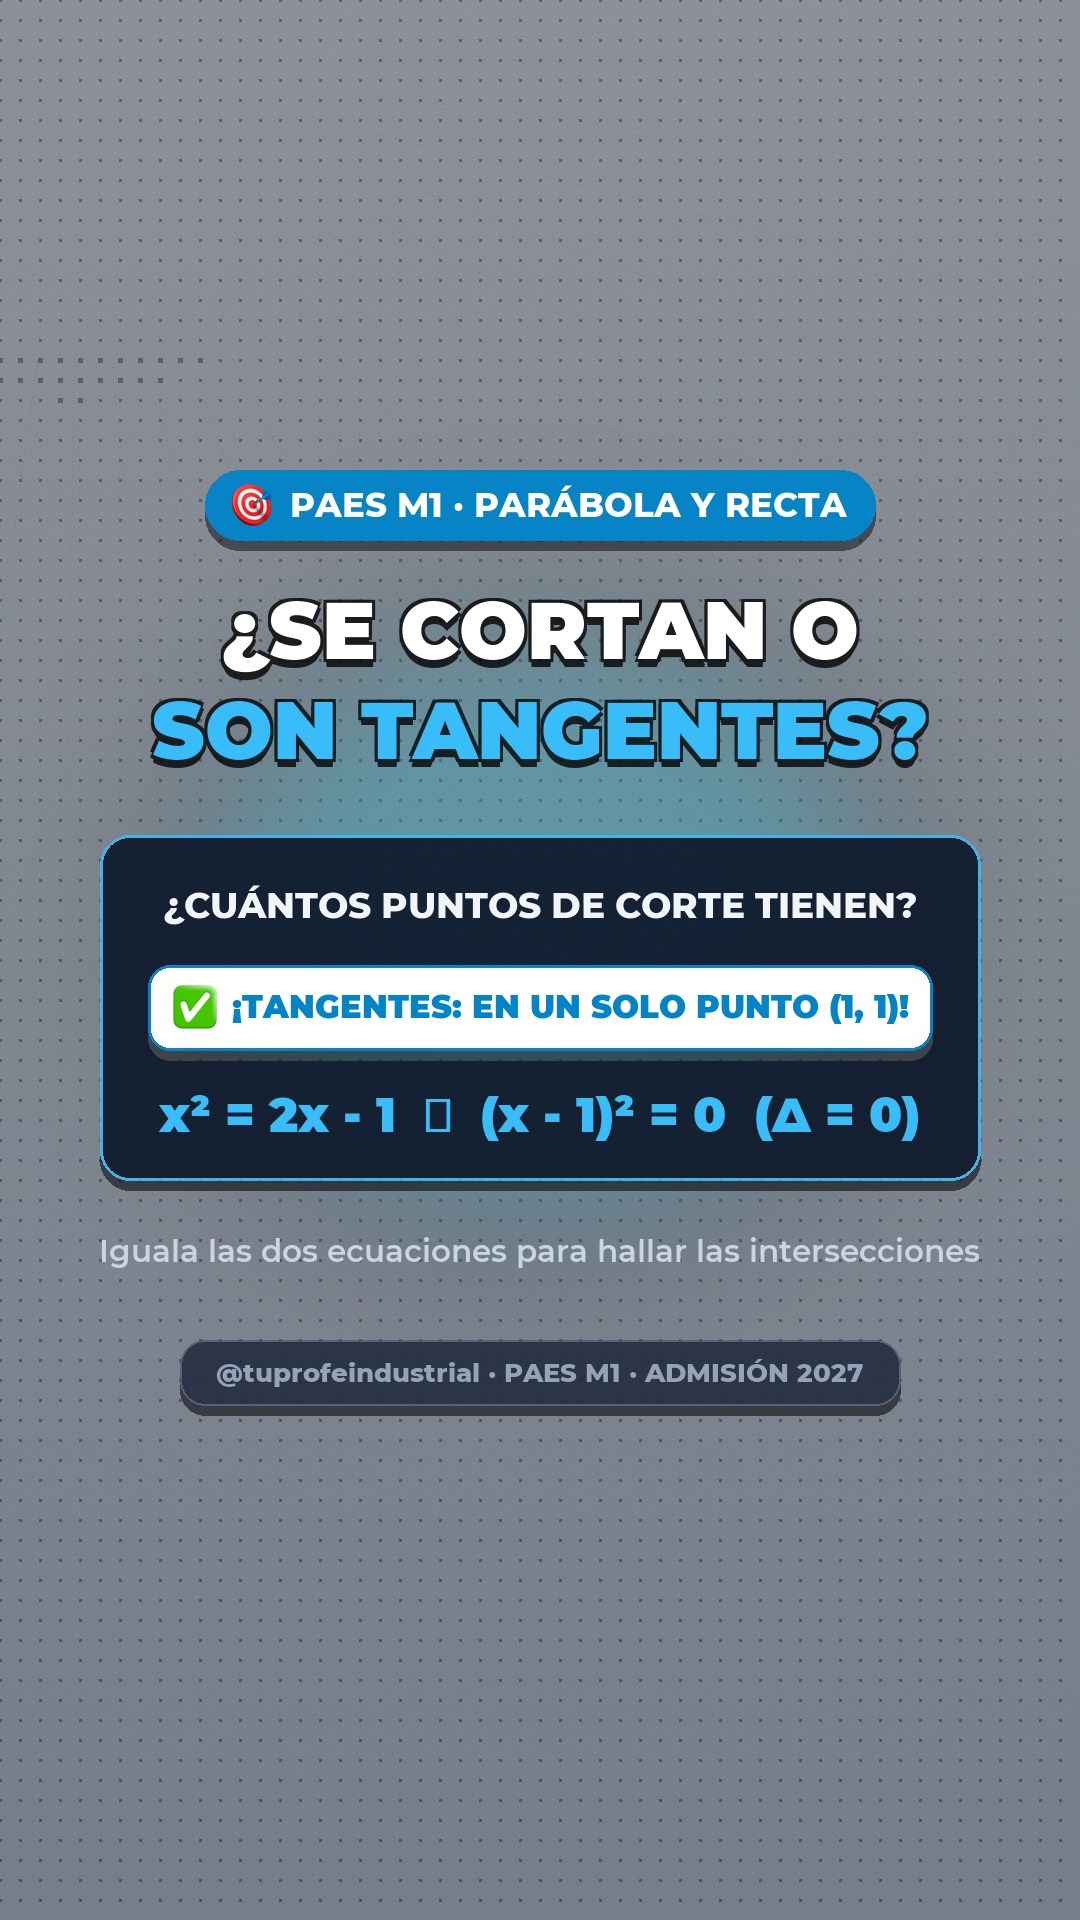 🎯 PAES M1 · PARÁBOLA Y RECTA
¿SE CORTAN O
SON TANGENTES?
¿CUÁNTOS PUNTOS DE CORTE TIENEN?
✅ ¡TANGENTES: EN UN SOLO PUNTO (1, 1)!
x² = 2x - 1 ▯ (x - 1)² = 0 (Δ = 0)
Iguala las dos ecuaciones para hallar las intersecciones
@tuprofeindustrial · PAES M1 · ADMISIÓN 2027